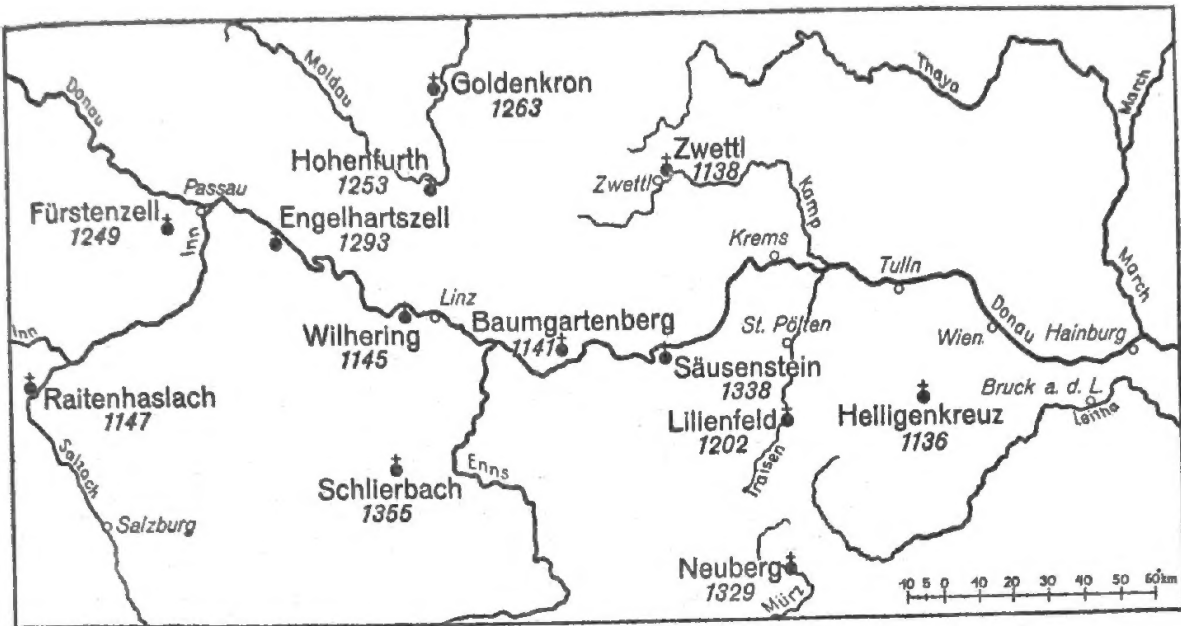 Donau
Moldau
Goldenkron
1263
Thaya
March
Hohenfurth
1253
Zwettl
1138
Zwettl
Kamp
Passau
Fürstenzell
1249
Inn
Engelhartszell
1293
Krems
Tulln
March
Inn
Wilhering
1145
Linz
Baumgartenberg
1141
St. Pölten
Donau
Wien
Hainburg
Säusenstein
1338
Raitenhaslach
1147
Lilienfeld
1202
Heiligenkreuz
1136
Bruck a. d. L.
Leitha
Salzach
Schlierbach
1355
Enns
Traisen
Salzburg
Neuberg
1329
Mürz
10 5 0 10 20 30 40 50 60 km